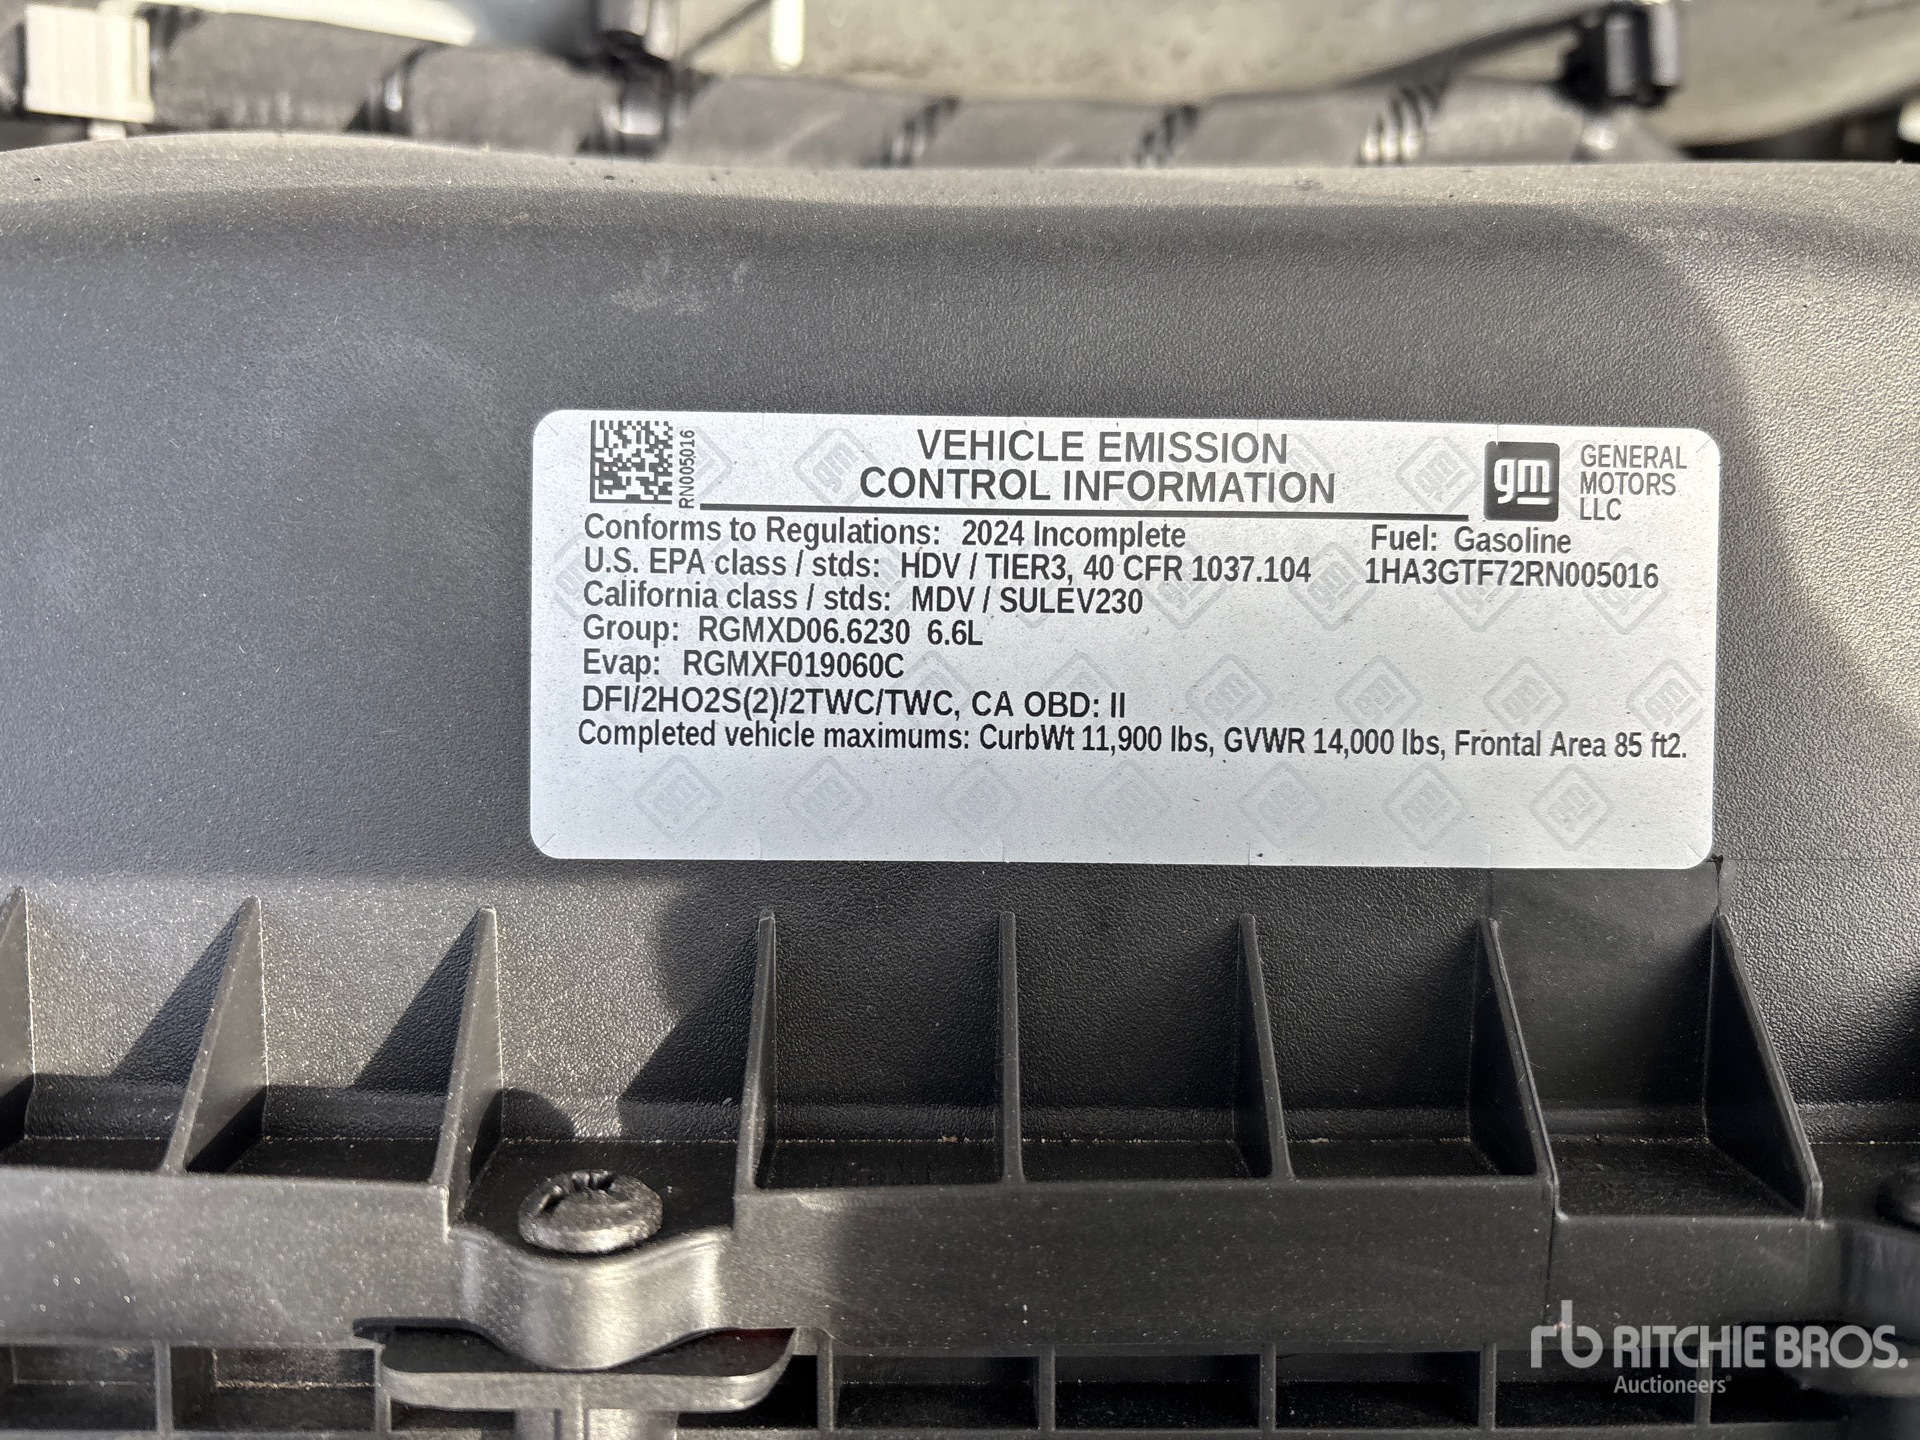 RN005016
VEHICLE EMISSION
CONTROL INFORMATION
gm
GENERAL
MOTORS
LLC
Conforms to Regulations: 2024 Incomplete Fuel: Gasoline
U.S. EPA class / stds: HDV / TIER3, 40 CFR 1037.104 1HA3GTF72RN005016
California class / stds: MDV / SULEV230
Group: RGMXD06.6230 6.6L
Evap: RGMXF019060C
DFI/2HO2S(2)/2TWC/TWC, CA OBD: II
Completed vehicle maximums: CurbWt 11,900 lbs, GVWR 14,000 lbs, Frontal Area 85 ft2.
rb RITCHIE BROS.
Auctioneers